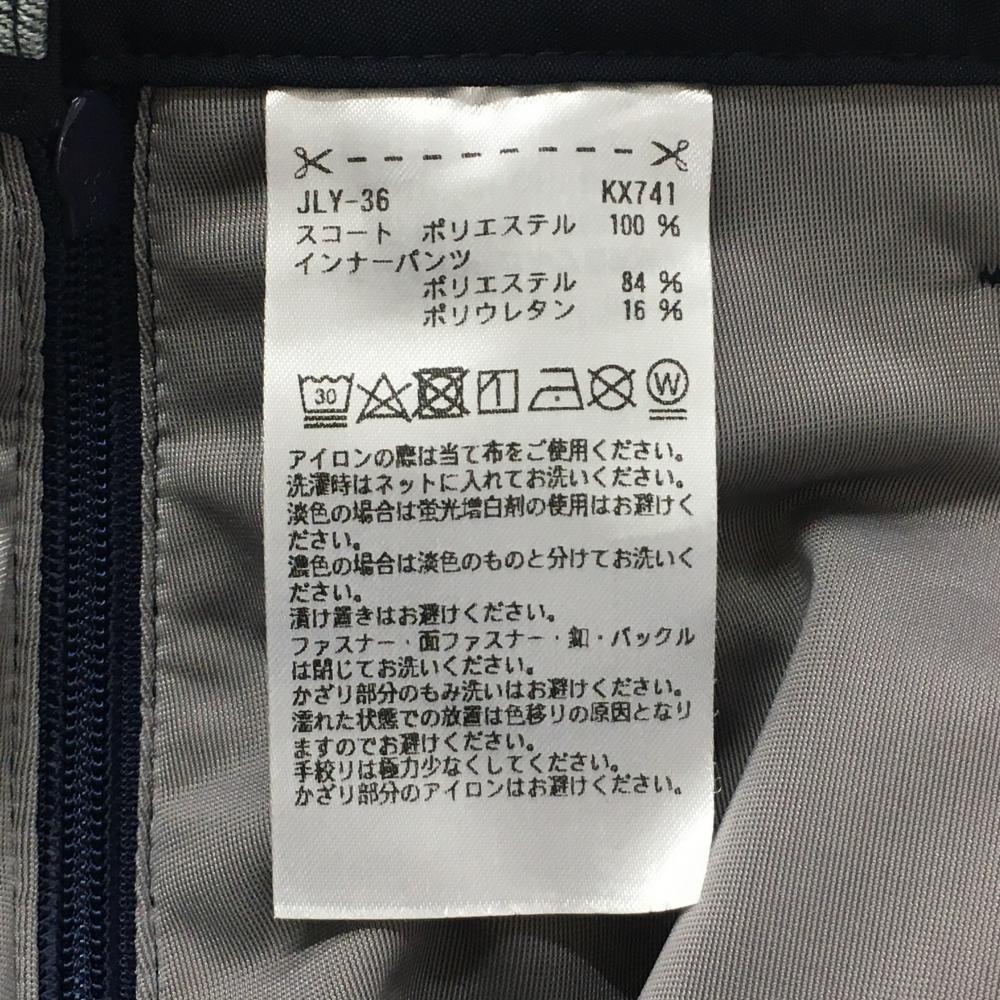 JLY-36 KX741
スコート ポリエステル 100 %
インナーパンツ
ポリエステル 84 %
ポリウレタン 16 %
30 W
アイロンの際は当て布をご使用ください。
洗濯時はネットに入れてお洗いください。
淡色の場合は蛍光増白剤の使用はお避けく
ださい。
濃色の場合は淡色のものと分けてお洗いく
ださい。
漬け置きはお避けください。
ファスナー・面ファスナー・釦・バックル
は閉じてお洗いください。
かざり部分のもみ洗いはお避けください。
濡れた状態での放置は色移りの原因となり
ますのでお避けください。
手絞りは極力少なくしてください。
かざり部分のアイロンはお避けください。